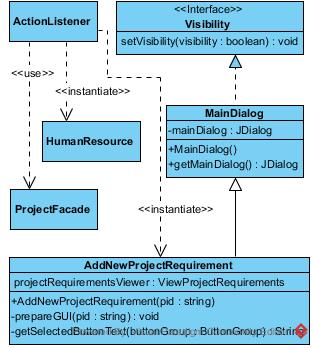 ActionListener
<<Interface>>
Visibility
setVisibility(visibility : boolean) : void
<<use>>
<<instantiate>>
MainDialog
-mainDialog : JDialog
+MainDialog()
+getMainDialog() : JDialog
HumanResource
ProjectFacade
<<instantiate>>
AddNewProjectRequirement
projectRequirementsViewer : ViewProjectRequirements
+AddNewProjectRequirement(pid : string)
-prepareGUI(pid : string) : void
-getSelectedButtonText(buttonGroup : ButtonGroup) : String